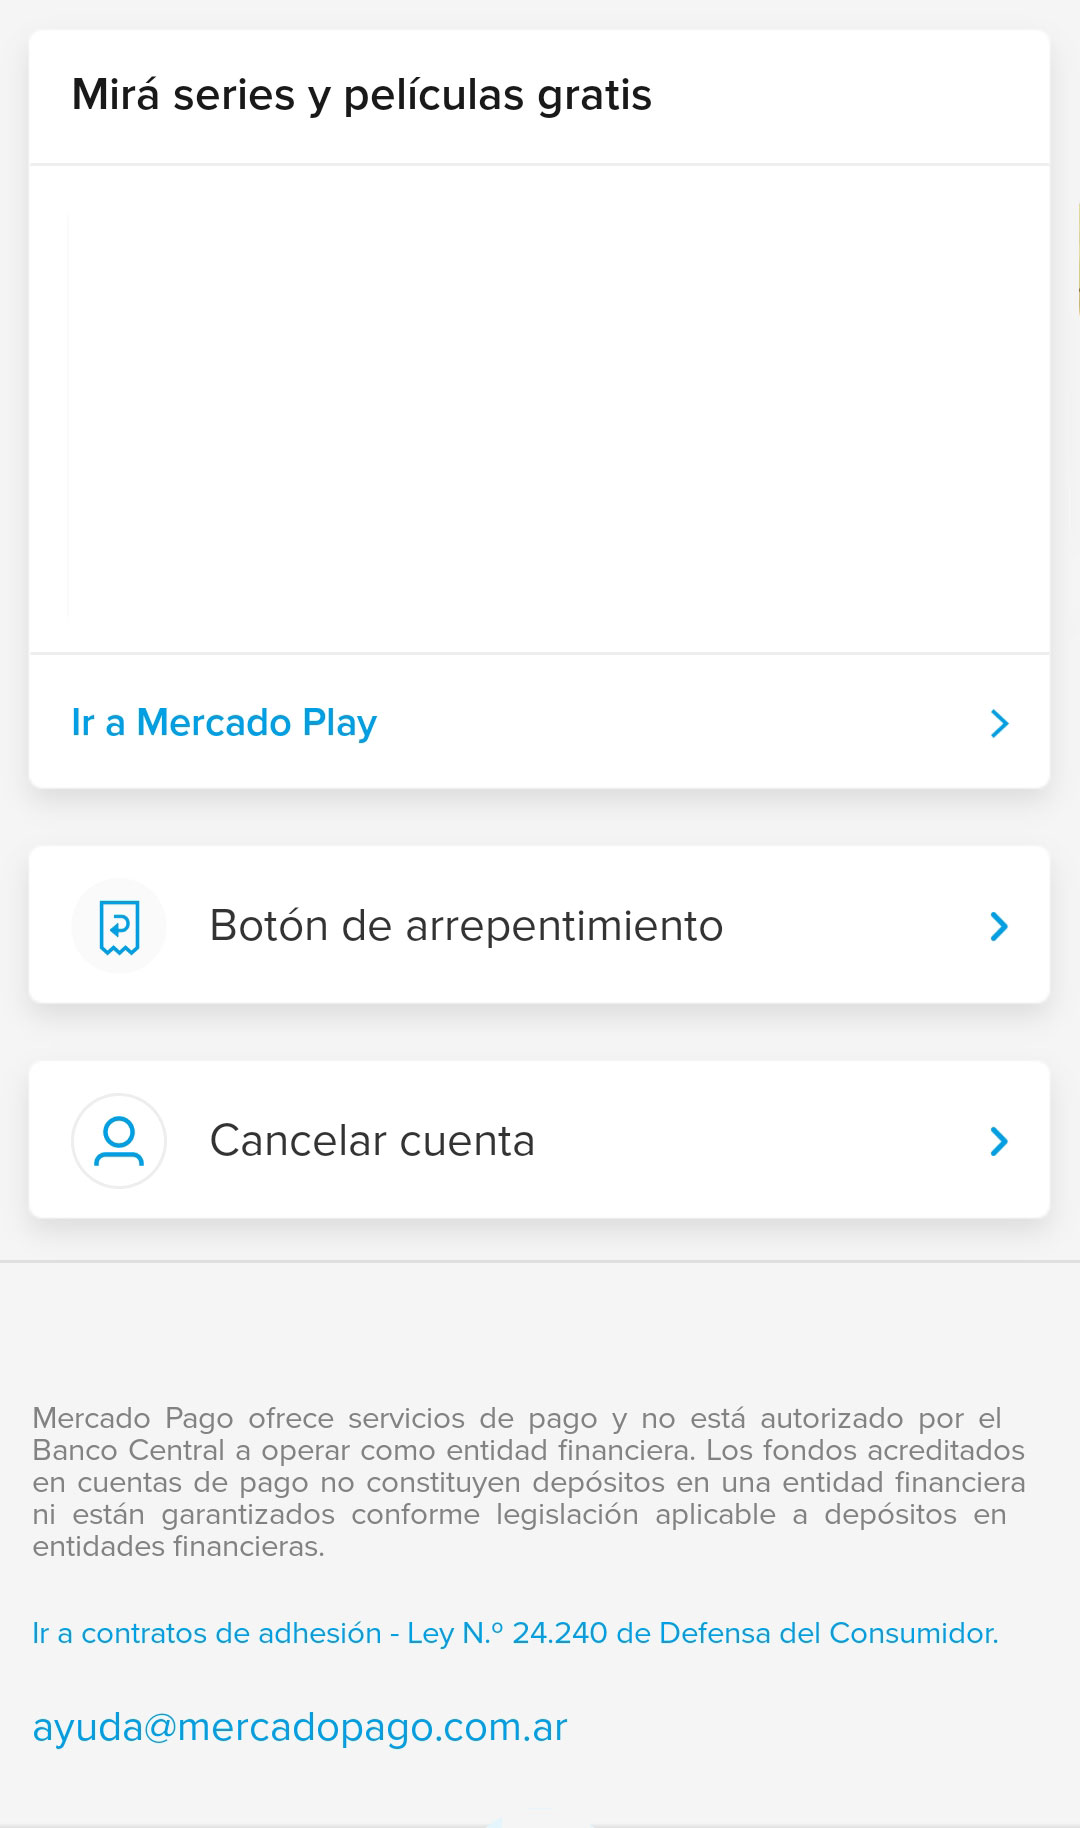 Mirá series y películas gratis
Ir a Mercado Play
Botón de arrepentimiento
Cancelar cuenta
Mercado Pago ofrece servicios de pago y no está autorizado por el
Banco Central a operar como entidad financiera. Los fondos acreditados
en cuentas de pago no constituyen depósitos en una entidad financiera
ni están garantizados conforme legislación aplicable a depósitos en
entidades financieras.
Ir a contratos de adhesión - Ley N.º 24.240 de Defensa del Consumidor.
ayuda@mercadopago.com.ar